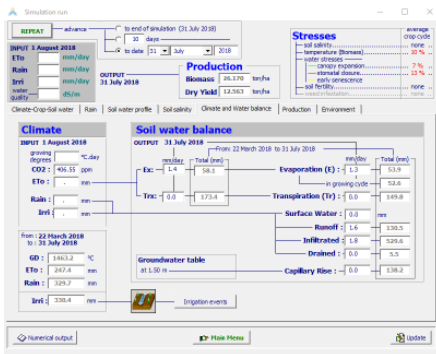 Simulation run
REPEAT
advance
to end of simulation (31 July 2018)
10 days
to date 31 July 2018
INPUT 1 August 2018
ETo mm/day
Rain mm/day
Irri mm/day
water quality dS/m
OUTPUT
31 July 2018
Production
Biomass 26.170 ton/ha
Dry Yield 12.563 ton/ha
Stresses
average
crop cycle
soil salinity none
temperature (Biomass) 10 %
water stresses
canopy expansion 7 %
stomatal closure 13 %
early senescence
soil fertility none
none
Climate-Crop-Soil water
Rain
Soil water profile
Soil salinity
Climate and Water balance
Production
Environment
Climate
INPUT 1 August 2018
growing
degrees °C.day
CO2 : 406.55 ppm
ETo : . mm
Rain : . mm
Irri : . mm
From : 22 March 2018
to : 31 July 2018
GD : 1463.2 °C
ETo : 247.4 mm
Rain : 329.7 mm
Irri : 330.4 mm
Soil water balance
OUTPUT 31 July 2018
From: 22 March 2018 to 31 July 2018
mm/day Total (mm)
mm/day Total (mm)
Ex: 1.4 58.1
Evaporation (E) : 1.3 53.9
in growing cycle 52.6
Trx: 0.0 173.4
Transpiration (Tr) : 0.0 149.8
Surface Water : 0.0 mm
Runoff : 1.6 130.5
Infiltrated : 1.8 529.6
Drained : 0.0 5.5
Groundwater table
at 1.50 m
Capillary Rise : 0.0 138.2
Irrigation events
Numerical output
Main Menu
Update